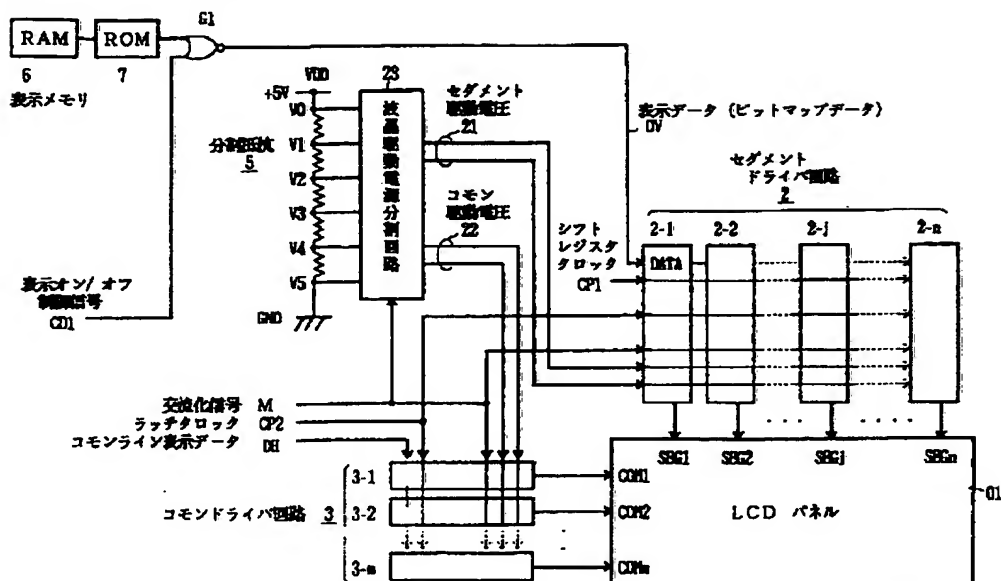 G1
RAM
ROM
6
7
表示メモリ
VDD
+5V
23
V0
V1
V2
V3
V4
V5
GND
分割抵抗
5
液晶駆動電源分割回路
セグメント
駆動電圧
21
コモン
駆動電圧
22
表示データ (ビットマップデータ)
DV
セグメント
ドライバ回路
2
2-1
2-2
2-j
2-n
DATA
シフト
レジスタ
クロック
CP1
表示オン/オフ
制御信号
CD1
交流化信号 M
ラッチクロック CP2
コモンライン表示データ DH
SEG1
SEG2
SEGj
SEGn
コモンドライバ回路 3
3-1
3-2
3-m
COM1
COM2
COMm
LCD パネル